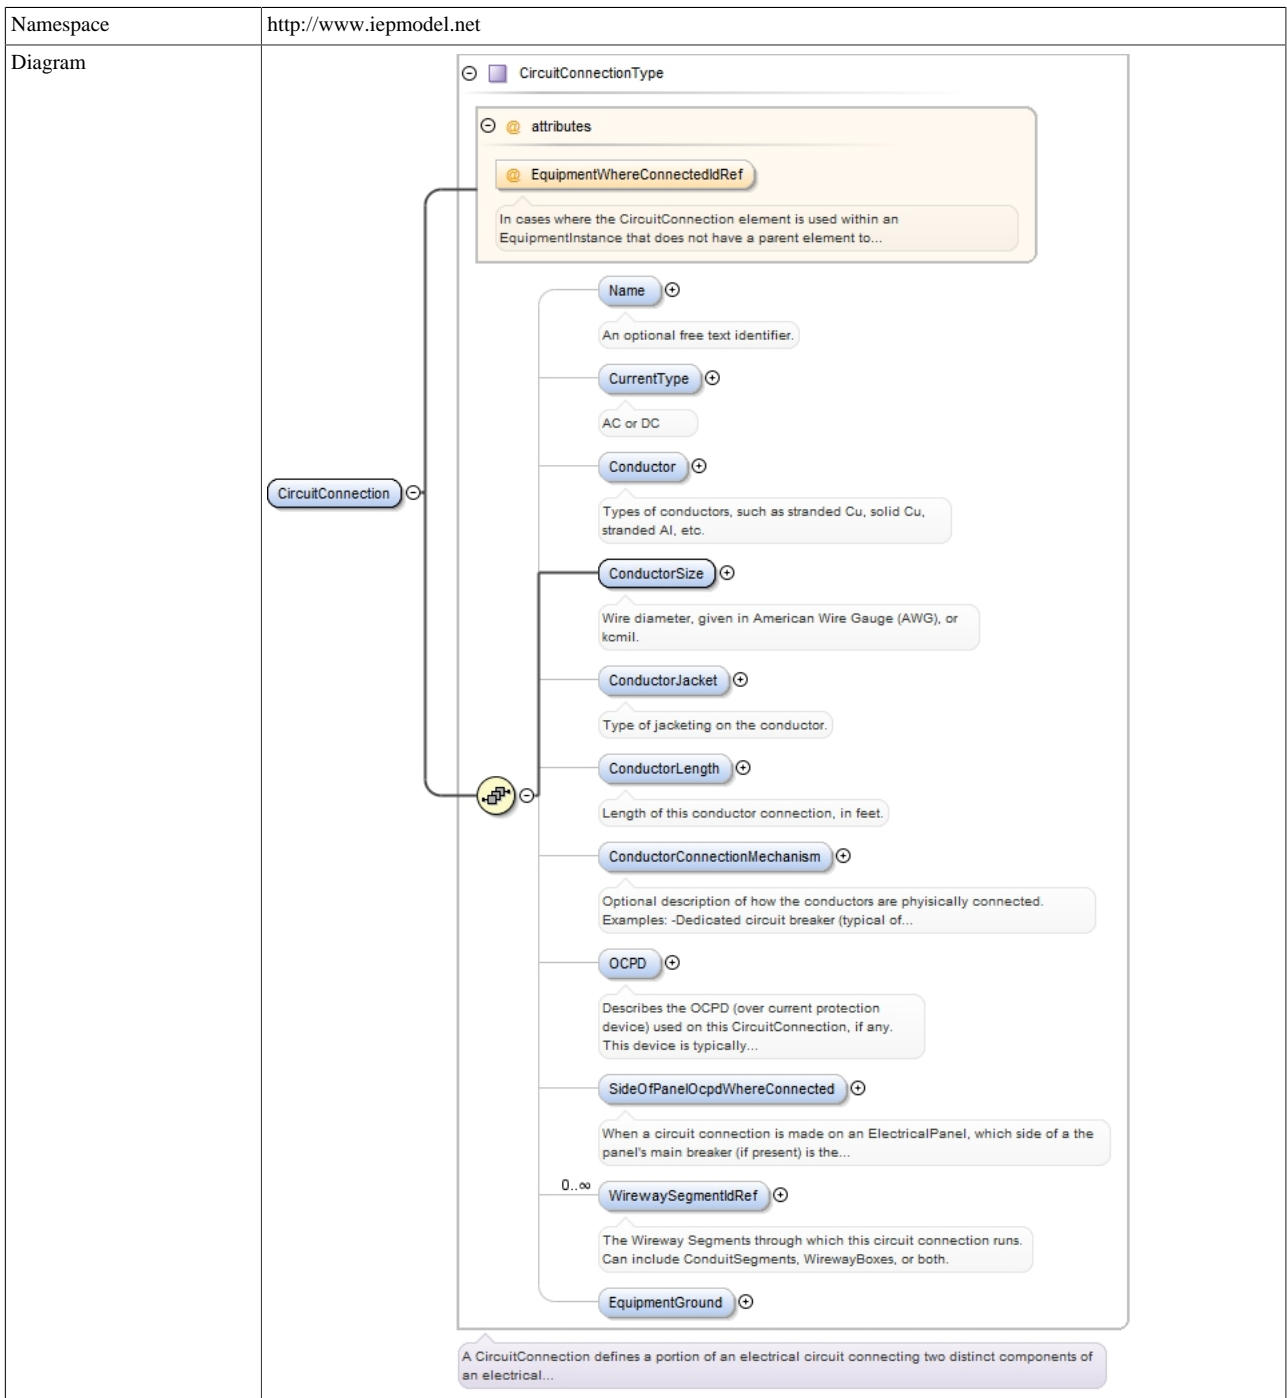 Namespace
http://www.iepmodel.net
Diagram
CircuitConnectionType
@ attributes
@ EquipmentWhereConnectedIdRef
In cases where the CircuitConnection element is used within an
EquipmentInstance that does not have a parent element to...
Name
An optional free text identifier.
CurrentType
AC or DC
Conductor
Types of conductors, such as stranded Cu, solid Cu,
stranded Al, etc.
CircuitConnection
ConductorSize
Wire diameter, given in American Wire Gauge (AWG), or
kcmil.
ConductorJacket
Type of jacketing on the conductor.
ConductorLength
Length of this conductor connection, in feet.
ConductorConnectionMechanism
Optional description of how the conductors are phyisically connected.
Examples: -Dedicated circuit breaker (typical of...
OCPD
Describes the OCPD (over current protection
device) used on this CircuitConnection, if any.
This device is typically...
SideOfPanelOcpdWhereConnected
When a circuit connection is made on an ElectricalPanel, which side of a the
panel's main breaker (if present) is the...
0..∞
WirewaySegmentIdRef
The Wireway Segments through which this circuit connection runs.
Can include ConduitSegments, WirewayBoxes, or both.
EquipmentGround
A CircuitConnection defines a portion of an electrical circuit connecting two distinct components of
an electrical...